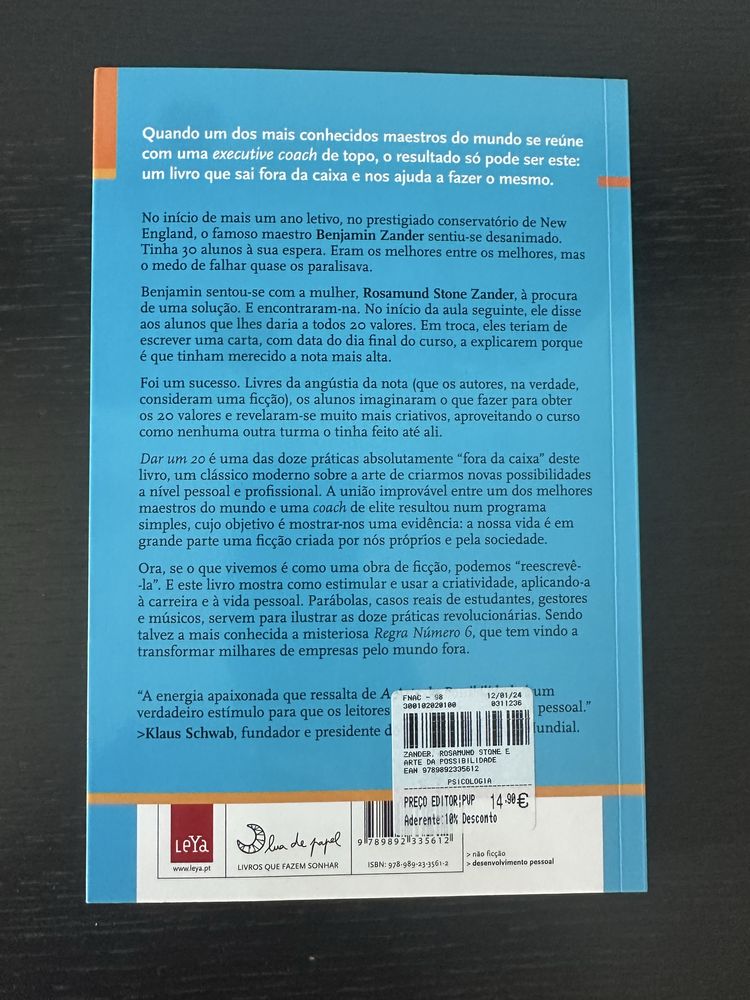 Quando um dos mais conhecidos maestros do mundo se reúne
com uma executive coach de topo, o resultado só pode ser este:
um livro que sai fora da caixa e nos ajuda a fazer o mesmo.
No início de mais um ano letivo, no prestigiado conservatório de New
England, o famoso maestro Benjamin Zander sentiu-se desanimado.
Tinha 30 alunos à sua espera. Eram os melhores entre os melhores, mas
o medo de falhar quase os paralisava.
Benjamin sentou-se com a mulher, Rosamund Stone Zander, à procura
de uma solução. E encontraram-na. No início da aula seguinte, ele disse
aos alunos que lhes daria a todos 20 valores. Em troca, eles teriam de
escrever uma carta, com data do dia final do curso, a explicarem porque
é que tinham merecido a nota mais alta.
Foi um sucesso. Livres da angústia da nota (que os autores, na verdade,
consideram uma ficção), os alunos imaginaram o que fazer para obter
os 20 valores e revelaram-se muito mais criativos, aproveitando o curso
como nenhuma outra turma o tinha feito até ali.
Dar um 20 é uma das doze práticas absolutamente “fora da caixa” deste
livro, um clássico moderno sobre a arte de criarmos novas possibilidades
a nível pessoal e profissional. A união improvável entre um dos melhores
maestros do mundo e uma coach de elite resultou num programa
simples, cujo objetivo é mostrar-nos uma evidência: a nossa vida é em
grande parte uma ficção criada por nós próprios e pela sociedade.
Ora, se o que vivemos é como uma obra de ficção, podemos “reescrevê-
-la”. E este livro mostra como estimular e usar a criatividade, aplicando-a
à carreira e à vida pessoal. Parábolas, casos reais de estudantes, gestores
e músicos, servem para ilustrar as doze práticas revolucionárias. Sendo
talvez a mais conhecida a misteriosa Regra Número 6, que tem vindo a
transformar milhares de empresas pelo mundo fora.
“A energia apaixonada que ressalta de A um
verdadeiro estímulo para que os leitores pessoal.”
>Klaus Schwab, fundador e presidente d Mundial.
FNAC - 98 12/01/24
300102020100 0311236
ZANDER, ROSAMUND STONE E
ARTE DA POSSIBILIDADE
EAN 9789892335612
PSICOLOGIA
PREÇO EDITOR|PVP 14.90€
Aderente:10% Desconto
LEYA
www.leya.pt
lua de papel
LIVROS QUE FAZEM SONHAR
9 789892 335612
ISBN: 978-989-23-3561-2
> não ficção
> desenvolvimento pessoal